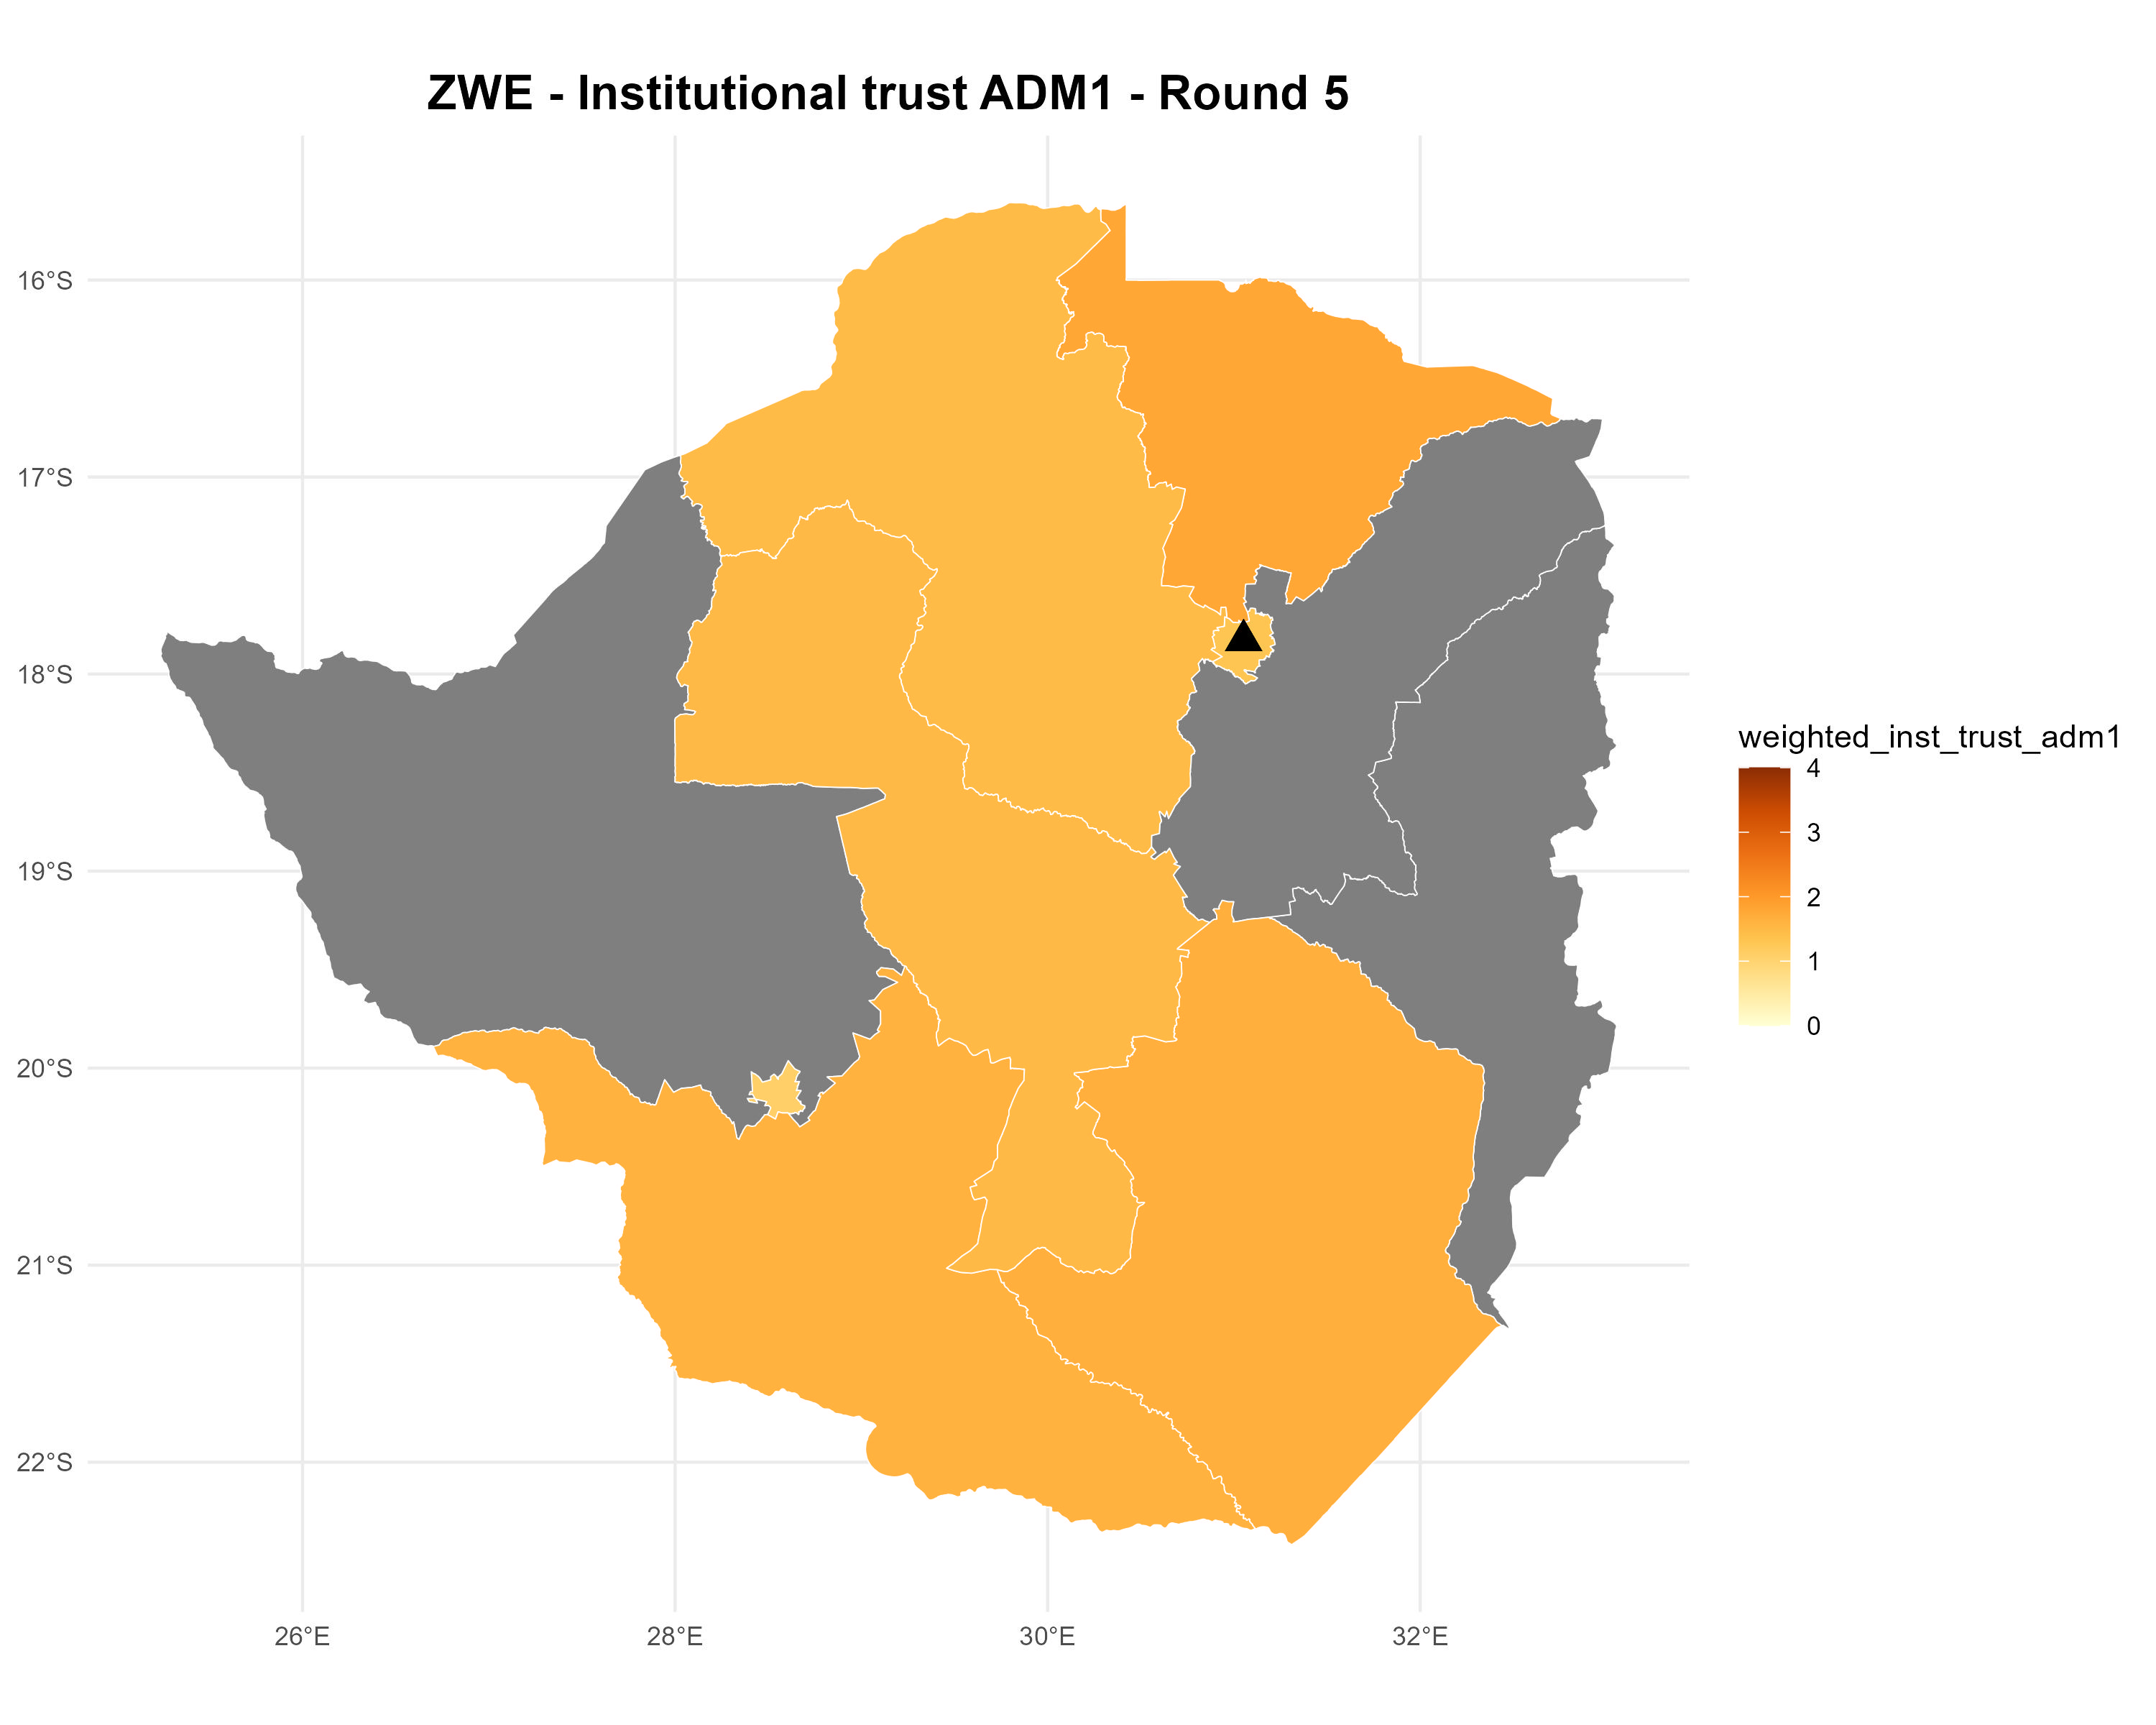 ZWE - Institutional trust ADM1 - Round 5
16°S
17°S
18°S
19°S
20°S
21°S
22°S
26°E
28°E
30°E
32°E
weighted_inst_trust_adm1
4
3
2
1
0